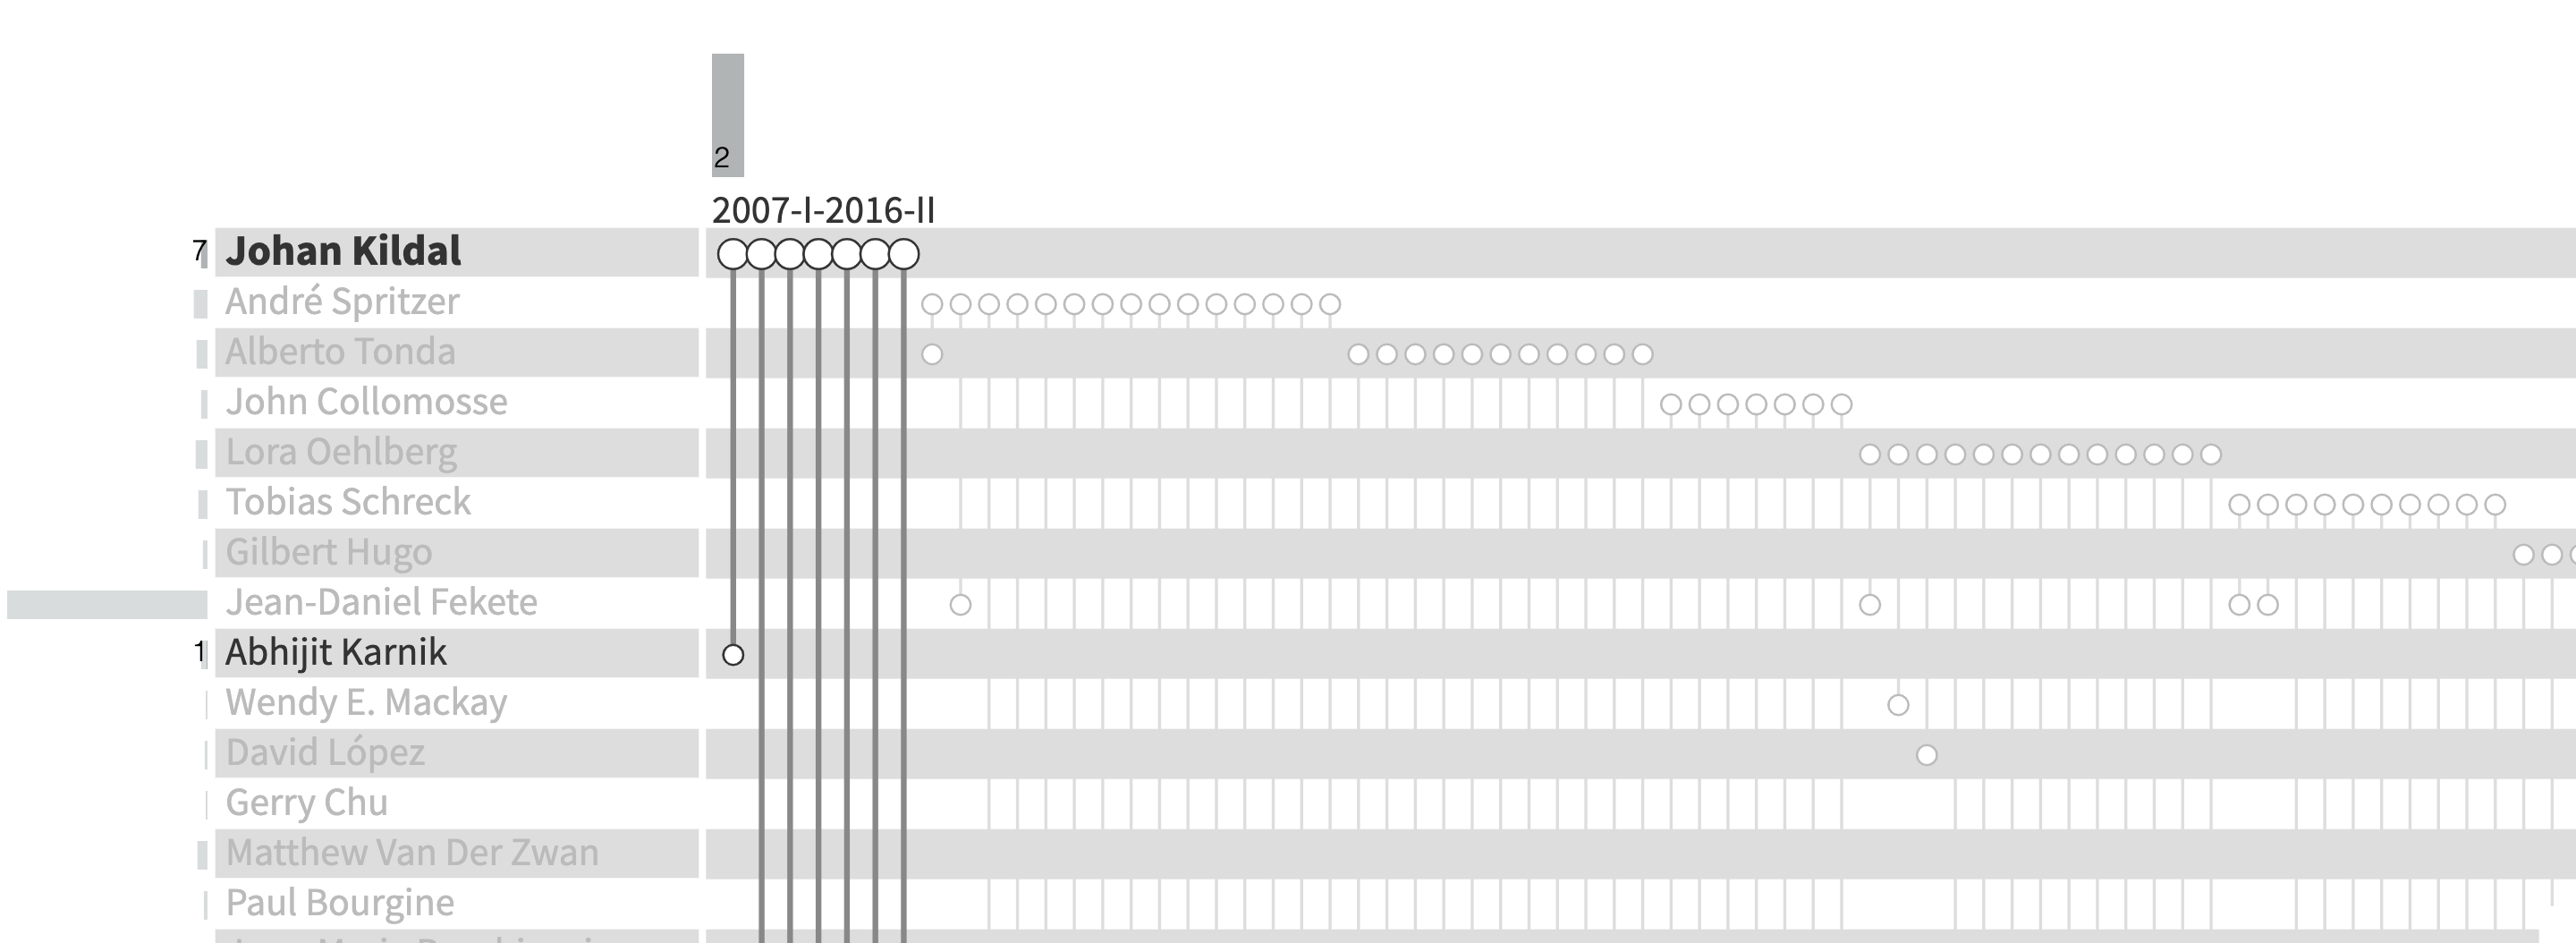 2
2007-I-2016-II
7 Johan Kildal
André Spritzer
Alberto Tonda
John Collomosse
Lora Oehlberg
Tobias Schreck
Gilbert Hugo
Jean-Daniel Fekete
1 Abhijit Karnik
Wendy E. Mackay
David López
Gerry Chu
Matthew Van Der Zwan
Paul Bourgine